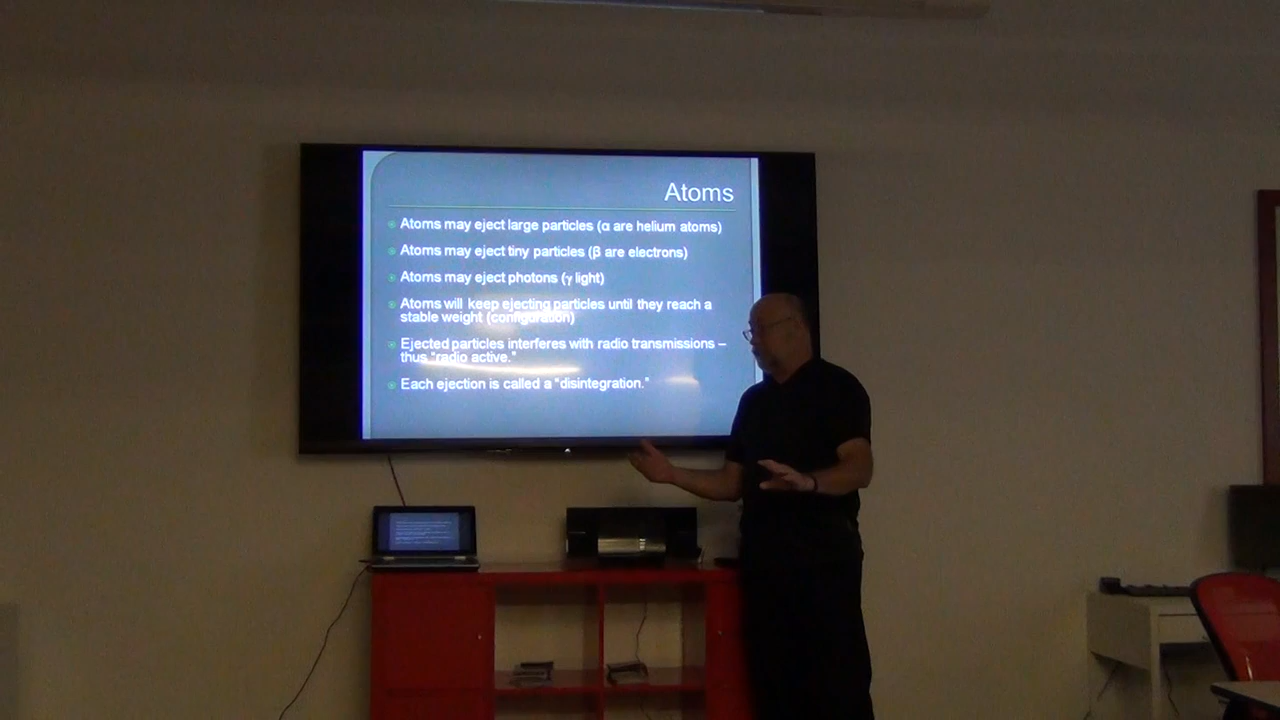 Atoms
Atoms may eject large particles (α are helium atoms)
Atoms may eject tiny particles (β are electrons)
Atoms may eject photons (γ light)
Atoms will keep ejecting particles until they reach a
stable weight (configuration)
Ejected particles interferes with radio transmissions –
thus "radio active."
Each ejection is called a "disintegration."